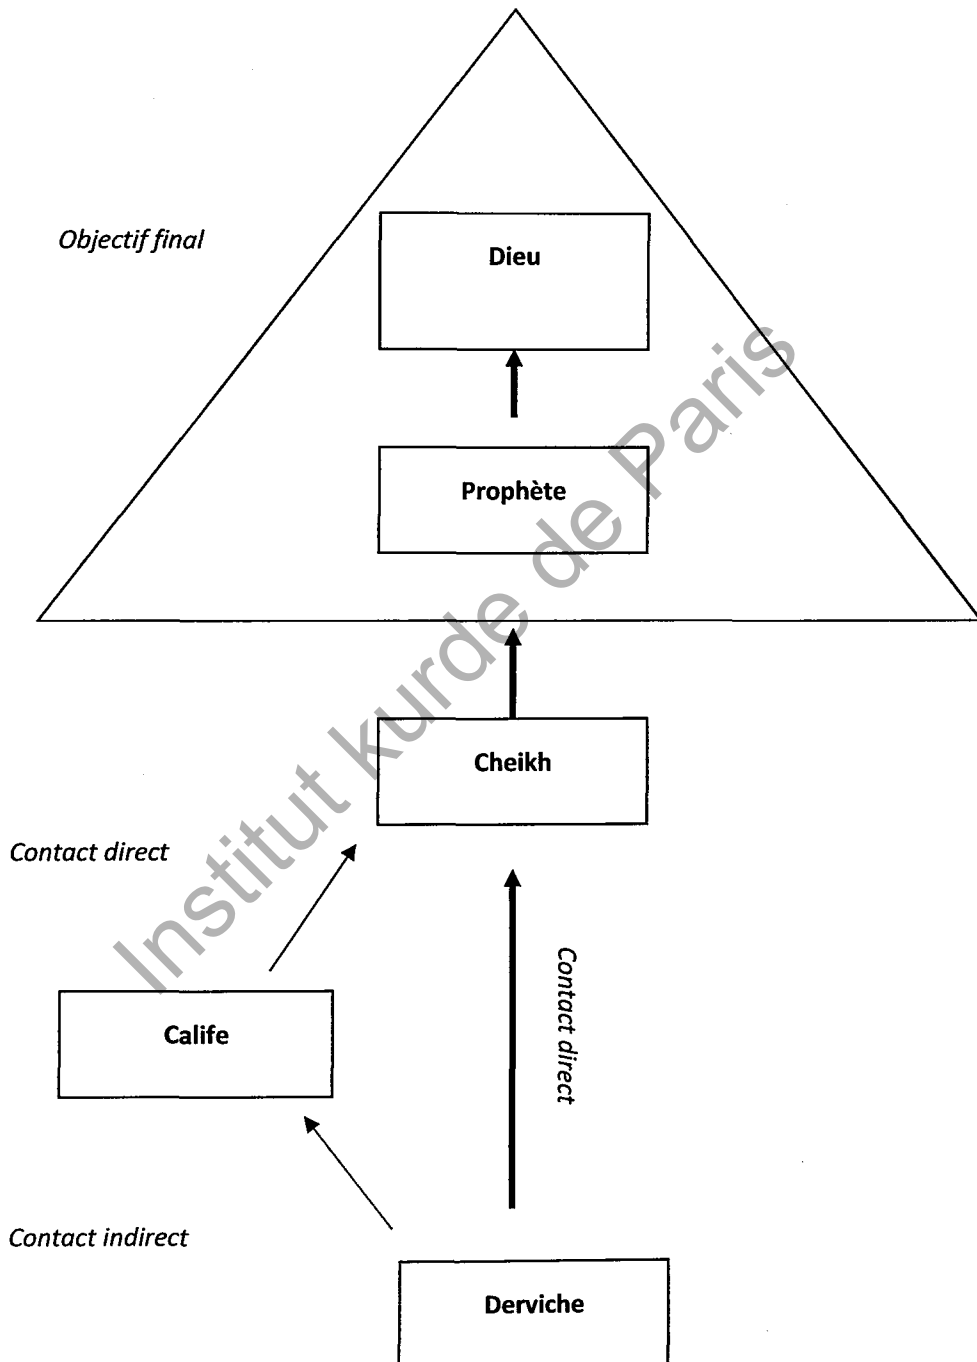 Objectif final
Dieu
Prophète
Cheikh
Contact direct
Contact direct
Calife
Contact indirect
Derviche
Institut kurde de Paris